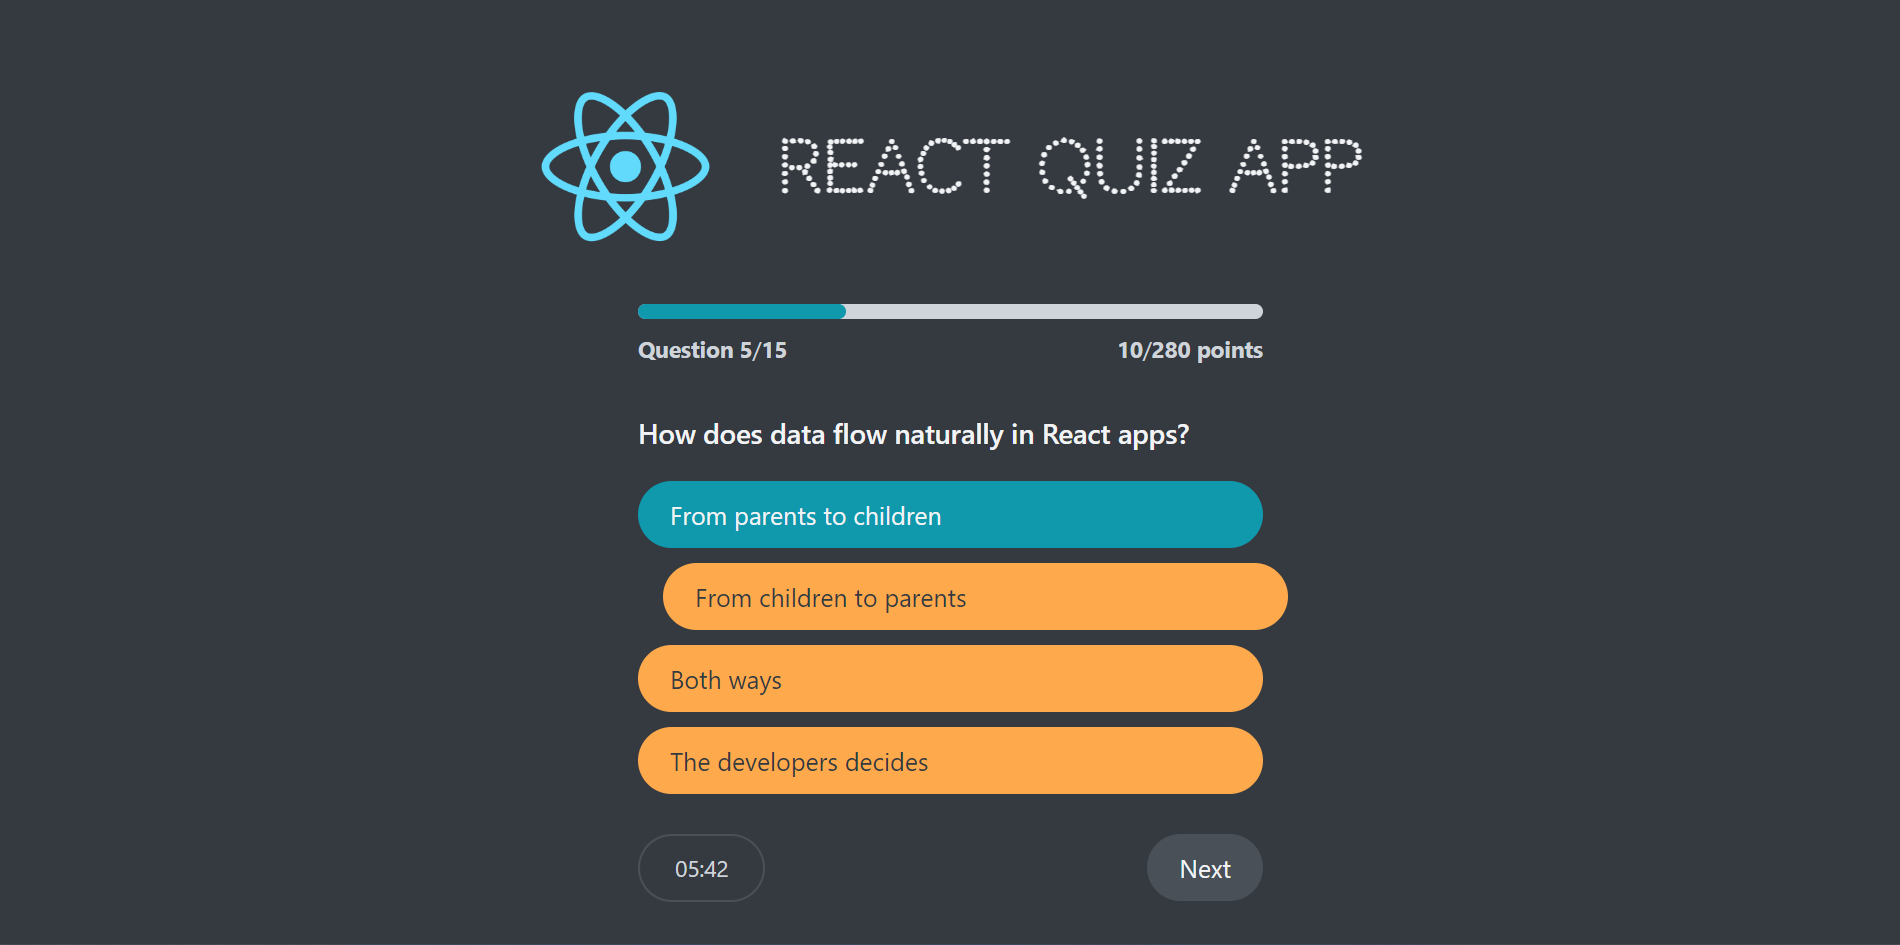 REACT QUIZ APP
Question 5/15
10/280 points
How does data flow naturally in React apps?
From parents to children
From children to parents
Both ways
The developers decides
05:42
Next